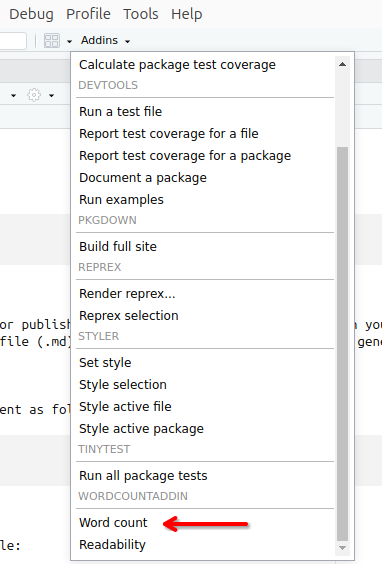 Debug Profile Tools Help
Addins
Calculate package test coverage
DEVTOOLS
Run a test file
Report test coverage for a file
Report test coverage for a package
Document a package
Run examples
PKGDOWN
Build full site
REPREX
Render reprex...
Reprex selection
or publish
n you
STYLER
file (.md)
gene
Set style
Style selection
Style active file
ent as fol
Style active package
TINYTEST
Run all package tests
WORDCOUNTADDIN
Word count
Readability
le: